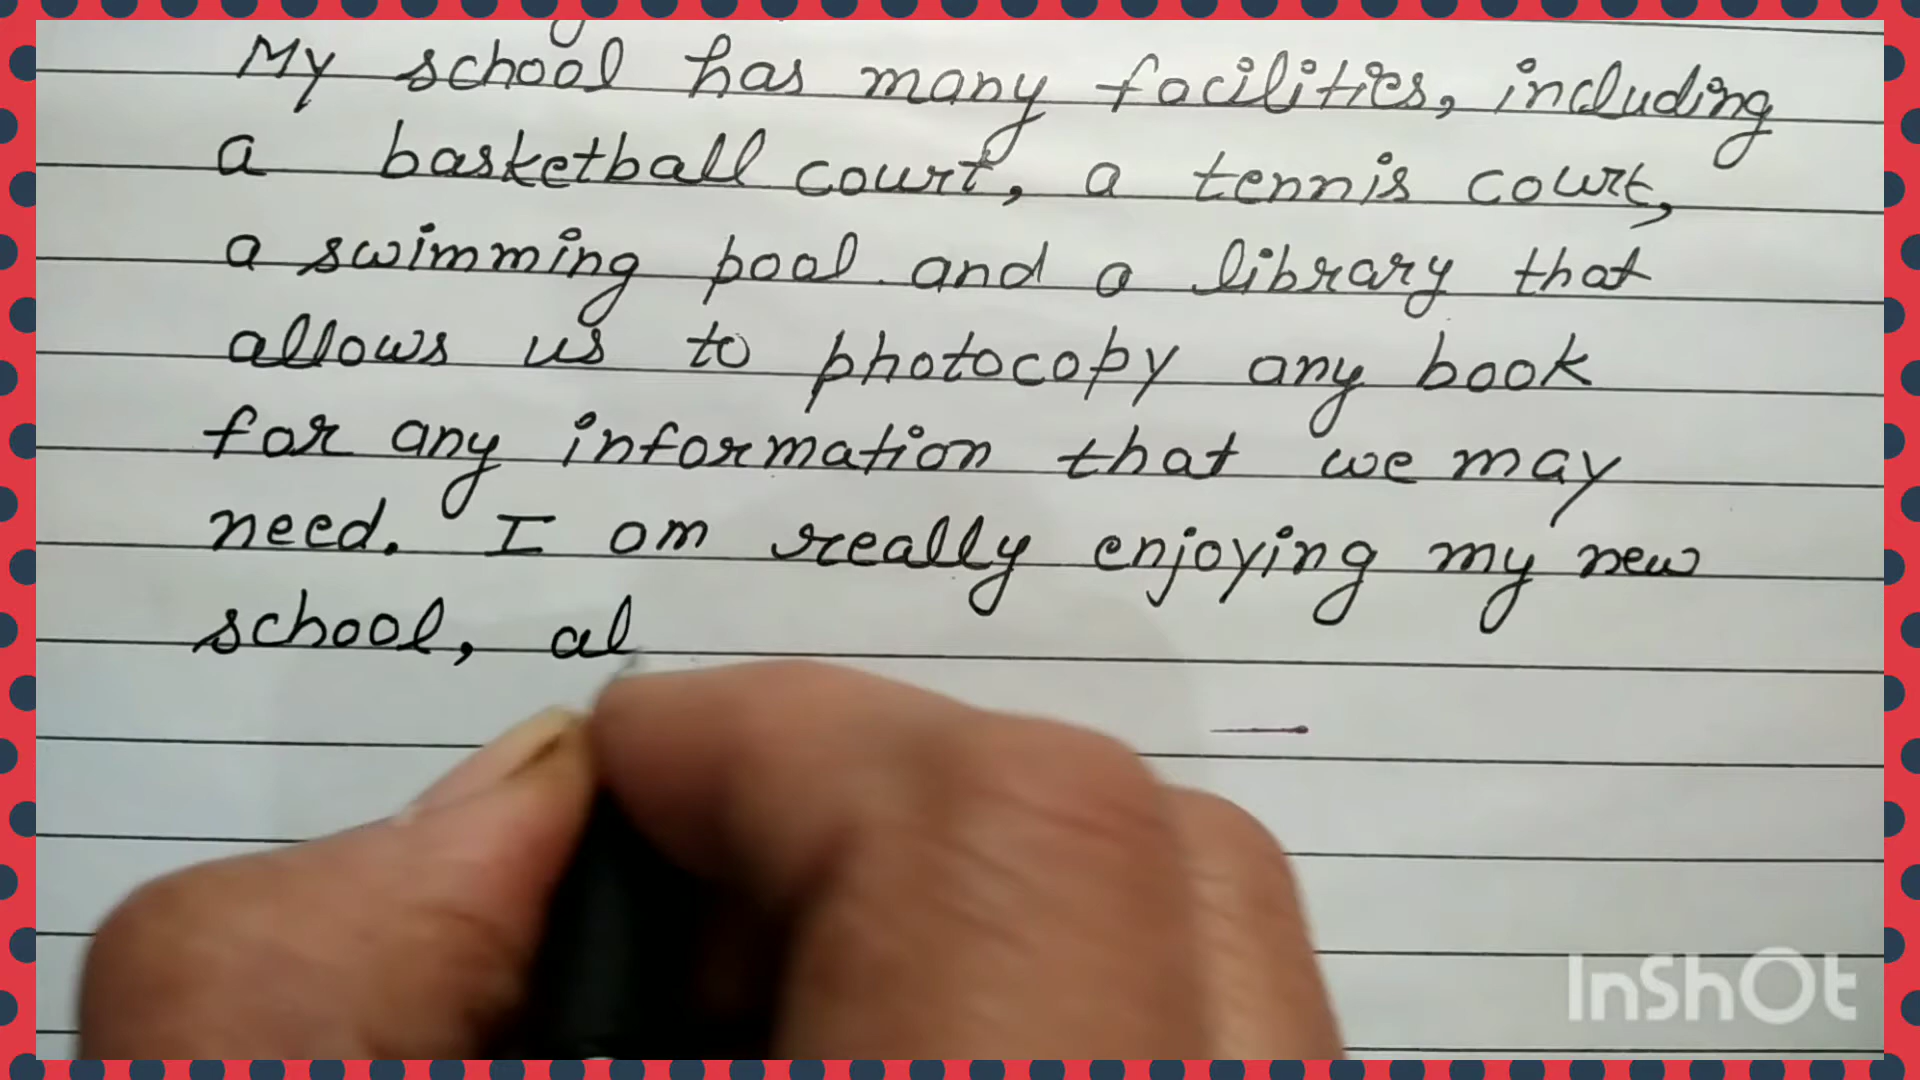 My school has many facilities, including
a basketball court, a tennis court,
a swimming pool and a library that
allows us to photocopy any book
for any information that we may
need. I am really enjoying my new
school, al
InShOt